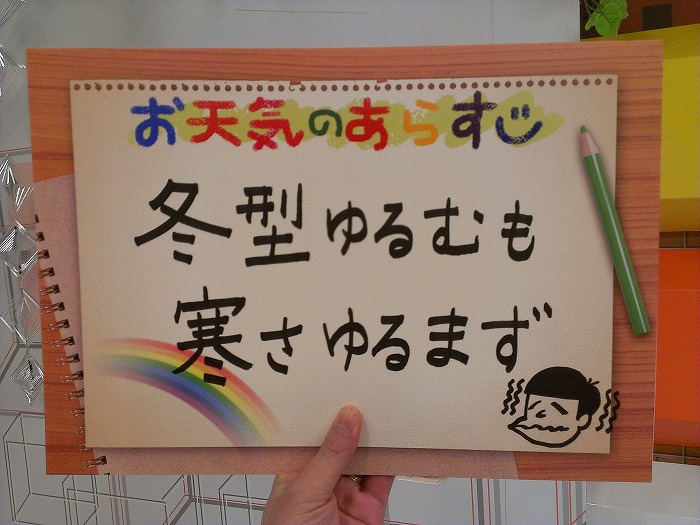 お天気のあらすじ
冬型ゆるむも
寒さゆるまず